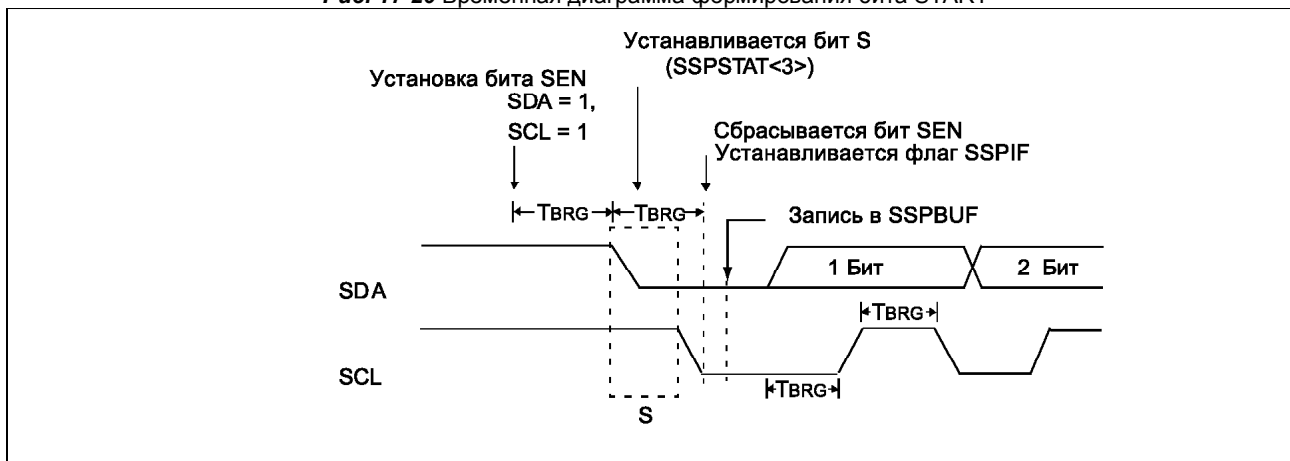 Устанавливается бит S
(SSPSTAT<3>)
Установка бита SEN
SDA = 1,
SCL = 1
Сбрасывается бит SEN
Устанавливается флаг SSPIF
TBRG
TBRG
Запись в SSPBUF
SDA
1 Бит
2 Бит
TBRG
SCL
TBRG
S